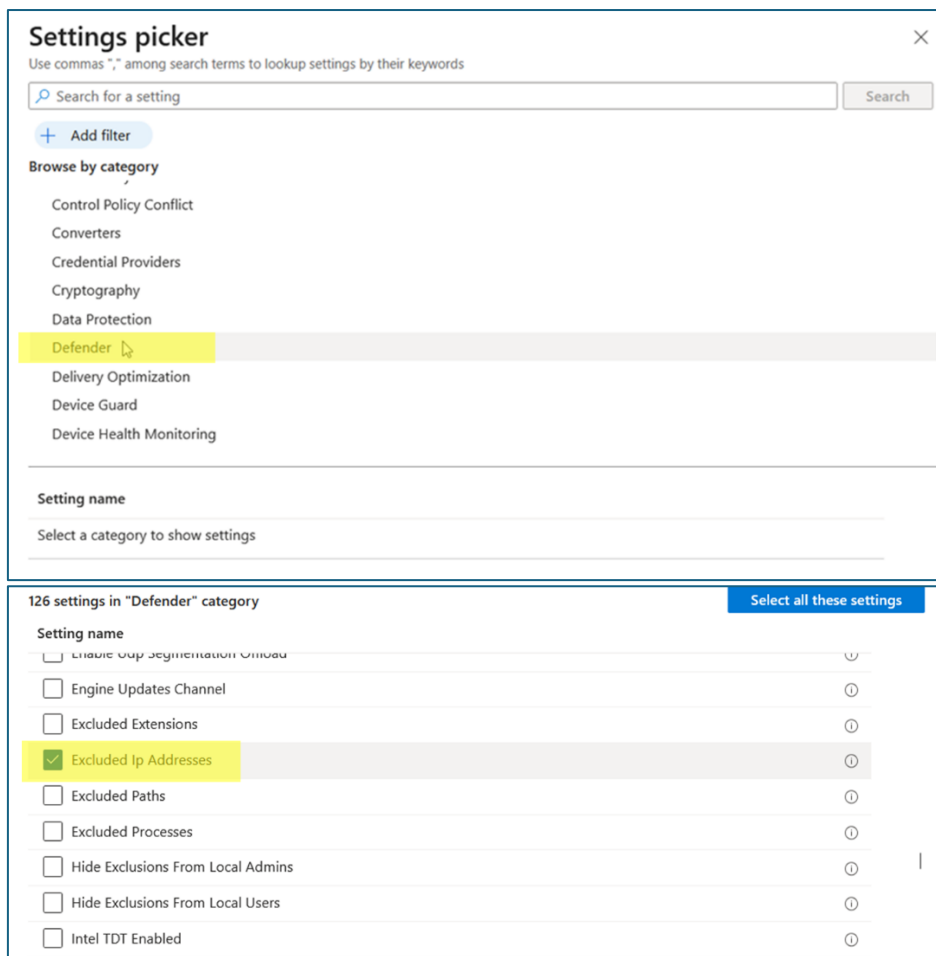 Settings picker
Use commas "," among search terms to lookup settings by their keywords
Search for a setting
Search
Add filter
Browse by category
Control Policy Conflict
Converters
Credential Providers
Cryptography
Data Protection
Defender
Delivery Optimization
Device Guard
Device Health Monitoring
Setting name
Select a category to show settings
126 settings in "Defender" category
Select all these settings
Setting name
Enable Udp Segmentation Offload
Engine Updates Channel
Excluded Extensions
Excluded Ip Addresses
Excluded Paths
Excluded Processes
Hide Exclusions From Local Admins
Hide Exclusions From Local Users
Intel TDT Enabled